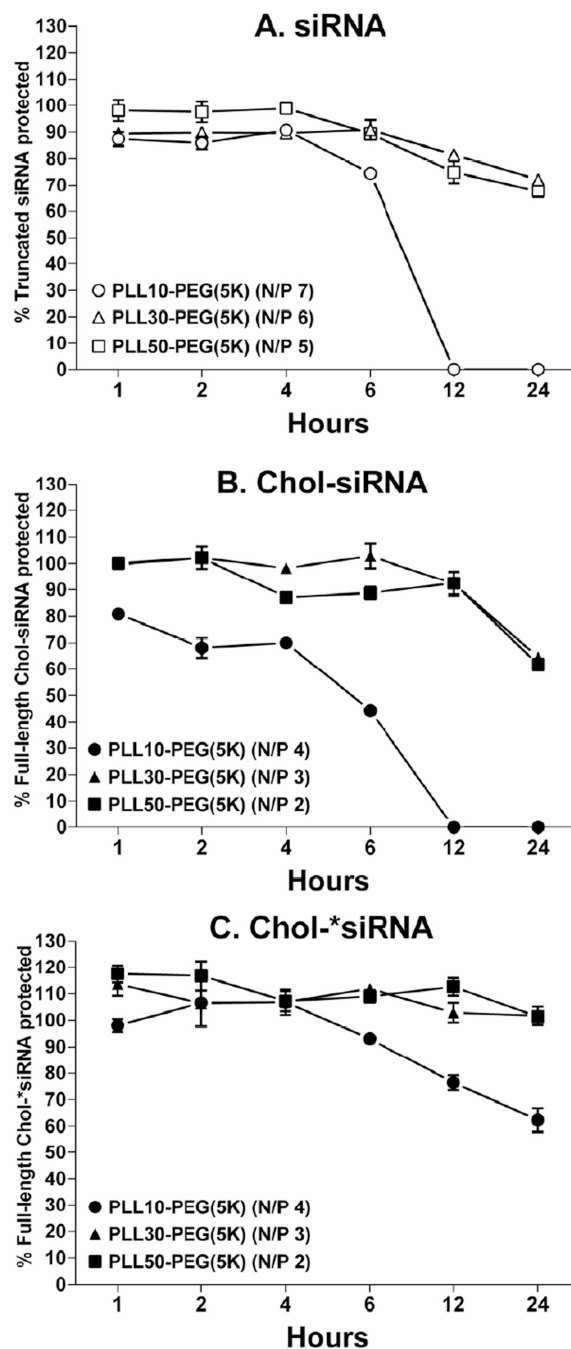 A. siRNA
% Truncated siRNA protected
130
120
110
100
90
80
70
60
50
40
30
20
10
0
PLL10-PEG(5K) (N/P 7)
PLL30-PEG(5K) (N/P 6)
PLL50-PEG(5K) (N/P 5)
1 2 4 6 12 24
Hours
B. Chol-siRNA
% Full-length Chol-siRNA protected
130
120
110
100
90
80
70
60
50
40
30
20
10
0
PLL10-PEG(5K) (N/P 4)
PLL30-PEG(5K) (N/P 3)
PLL50-PEG(5K) (N/P 2)
1 2 4 6 12 24
Hours
C. Chol-*siRNA
% Full-length Chol-*siRNA protected
130
120
110
100
90
80
70
60
50
40
30
20
10
0
PLL10-PEG(5K) (N/P 4)
PLL30-PEG(5K) (N/P 3)
PLL50-PEG(5K) (N/P 2)
1 2 4 6 12 24
Hours